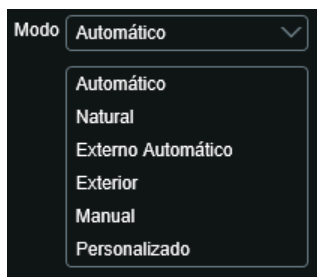 Modo Automático
Automático
Natural
Externo Automático
Exterior
Manual
Personalizado